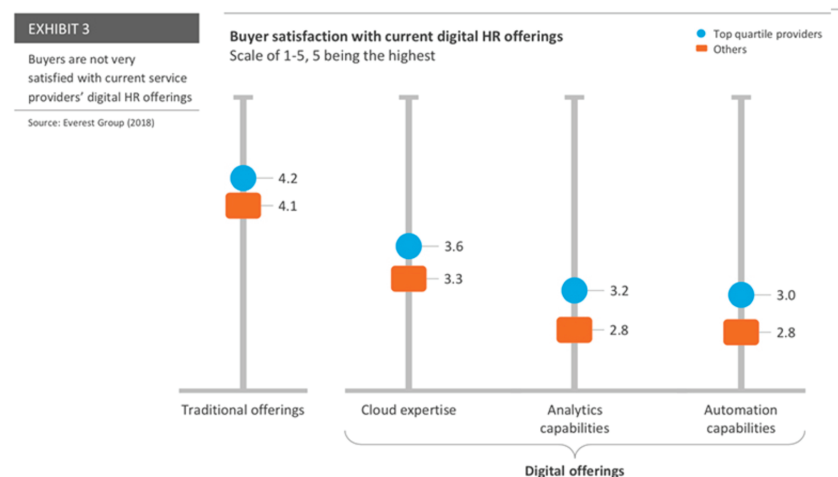 EXHIBIT 3
Buyers are not very
satisfied with current service
providers' digital HR offerings
Source: Everest Group (2018)
Buyer satisfaction with current digital HR offerings
Scale of 1-5, 5 being the highest
Top quartile providers
Others
4.2
4.1
3.6
3.3
3.2
2.8
3.0
2.8
Traditional offerings
Cloud expertise
Analytics
capabilities
Automation
capabilities
Digital offerings